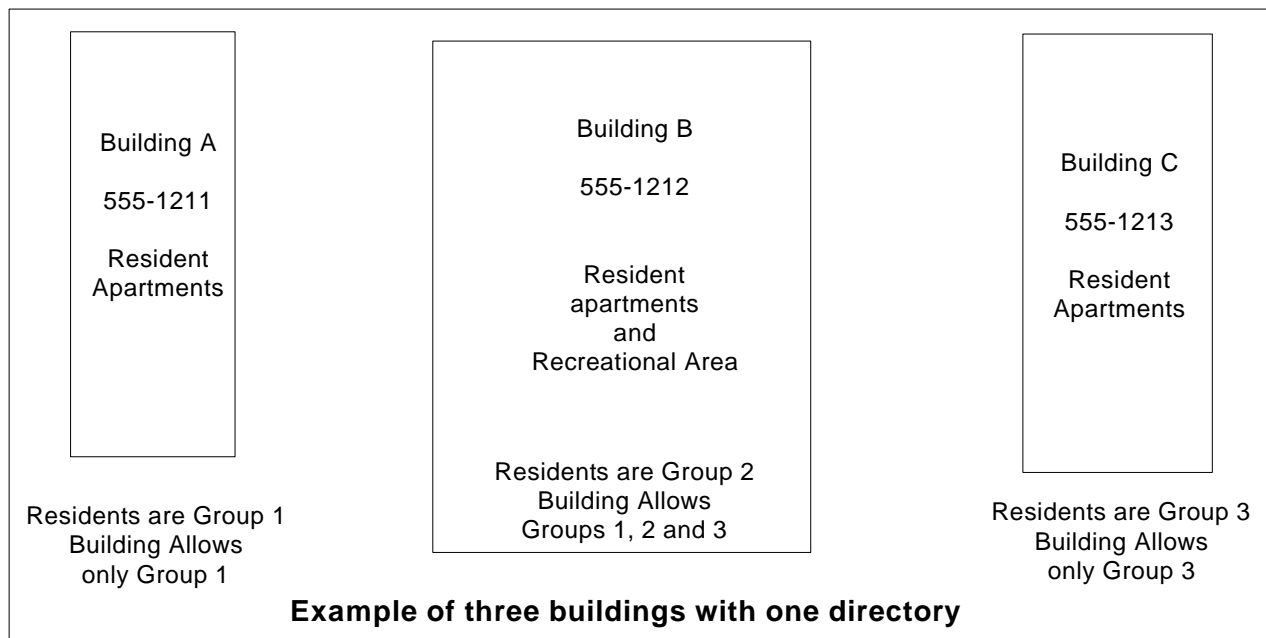 Building A
555-1211
Resident
Apartments
Residents are Group 1
Building Allows
only Group 1
Building B
555-1212
Resident
apartments
and
Recreational Area
Residents are Group 2
Building Allows
Groups 1, 2 and 3
Building C
555-1213
Resident
Apartments
Residents are Group 3
Building Allows
only Group 3
Example of three buildings with one directory